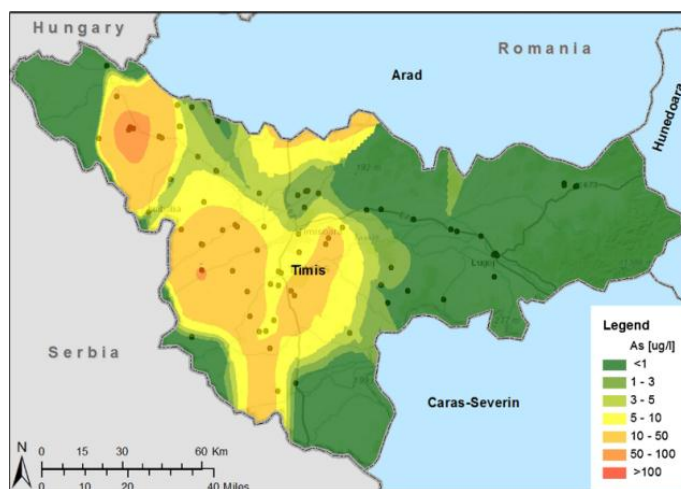 Hungary
Romania
Arad
Hunedoara
Timis
Lugoj
Serbia
Caras-Severin
Legend
As [ug/l]
<1
1 - 3
3 - 5
5 - 10
10 - 50
50 - 100
>100
N
0 15 30 60 Km
0 10 20 40 Miles